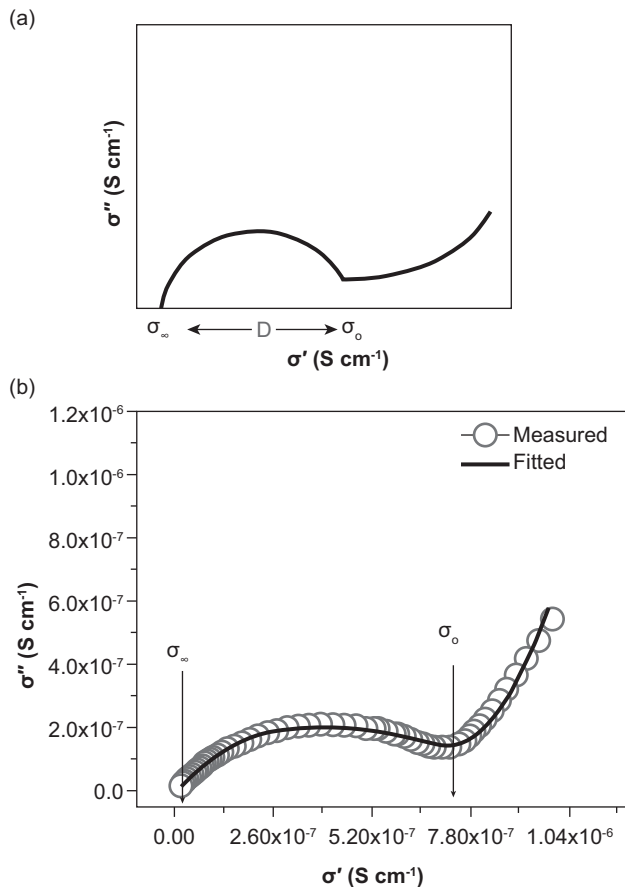 (a)
σ″ (S cm⁻¹)
σ∞ D σₒ
σ′ (S cm⁻¹)
(b)
1.2x10⁻⁶
1.0x10⁻⁶
8.0x10⁻⁷
6.0x10⁻⁷
4.0x10⁻⁷
2.0x10⁻⁷
0.0
σ″ (S cm⁻¹)
Measured
Fitted
σ∞
σₒ
0.00 2.60x10⁻⁷ 5.20x10⁻⁷ 7.80x10⁻⁷ 1.04x10⁻⁶
σ′ (S cm⁻¹)